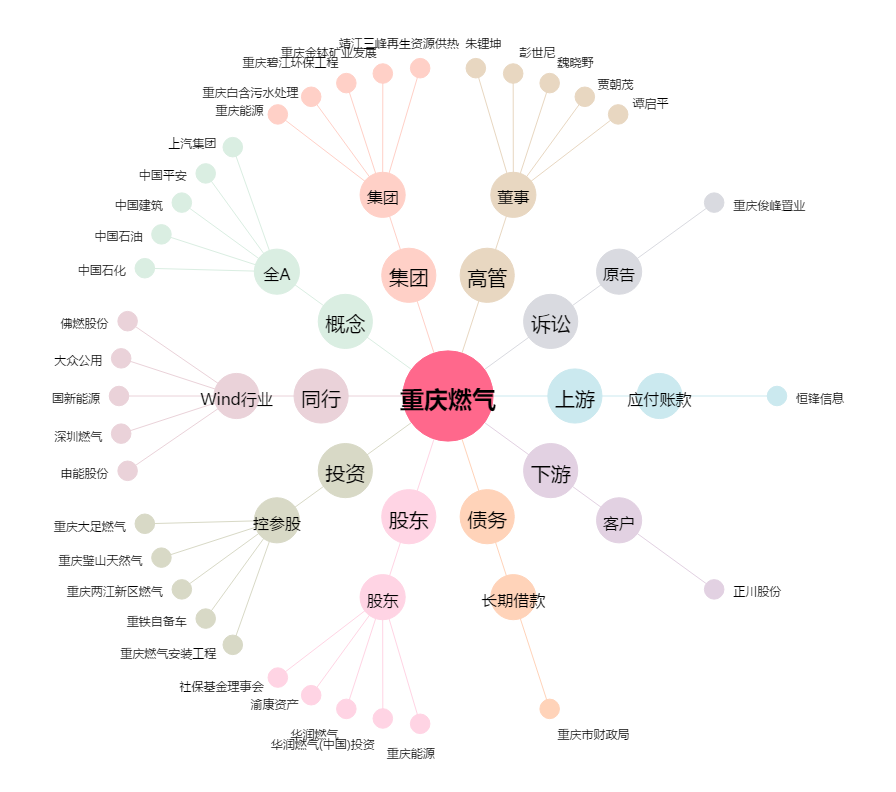 靖江三峰再生资源供热
朱锂坤
重庆金钵矿业发展
彭世尼
重庆碧江环保工程
魏晓野
重庆白含污水处理
贾朝茂
重庆能源
谭启平
上汽集团
中国平安
集团
董事
中国建筑
重庆俊峰置业
中国石油
中国石化
全A
原告
集团
高管
佛燃股份
概念
诉讼
大众公用
国新能源
Wind行业
同行
重庆燃气
上游
应付账款
恒锋信息
深圳燃气
申能股份
投资
下游
重庆大足燃气
控参股
股东
债务
客户
重庆璧山天然气
重庆两江新区燃气
正川股份
重铁自备车
股东
长期借款
重庆燃气安装工程
社保基金理事会
渝康资产
华润燃气
重庆市财政局
华润燃气(中国)投资
重庆能源